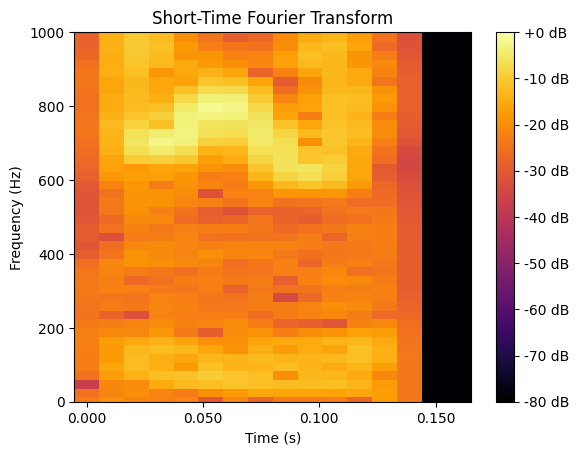 Short-Time Fourier Transform
1000
800
600
400
200
0
Frequency (Hz)
0.000
0.050
0.100
0.150
Time (s)
+0 dB
-10 dB
-20 dB
-30 dB
-40 dB
-50 dB
-60 dB
-70 dB
-80 dB